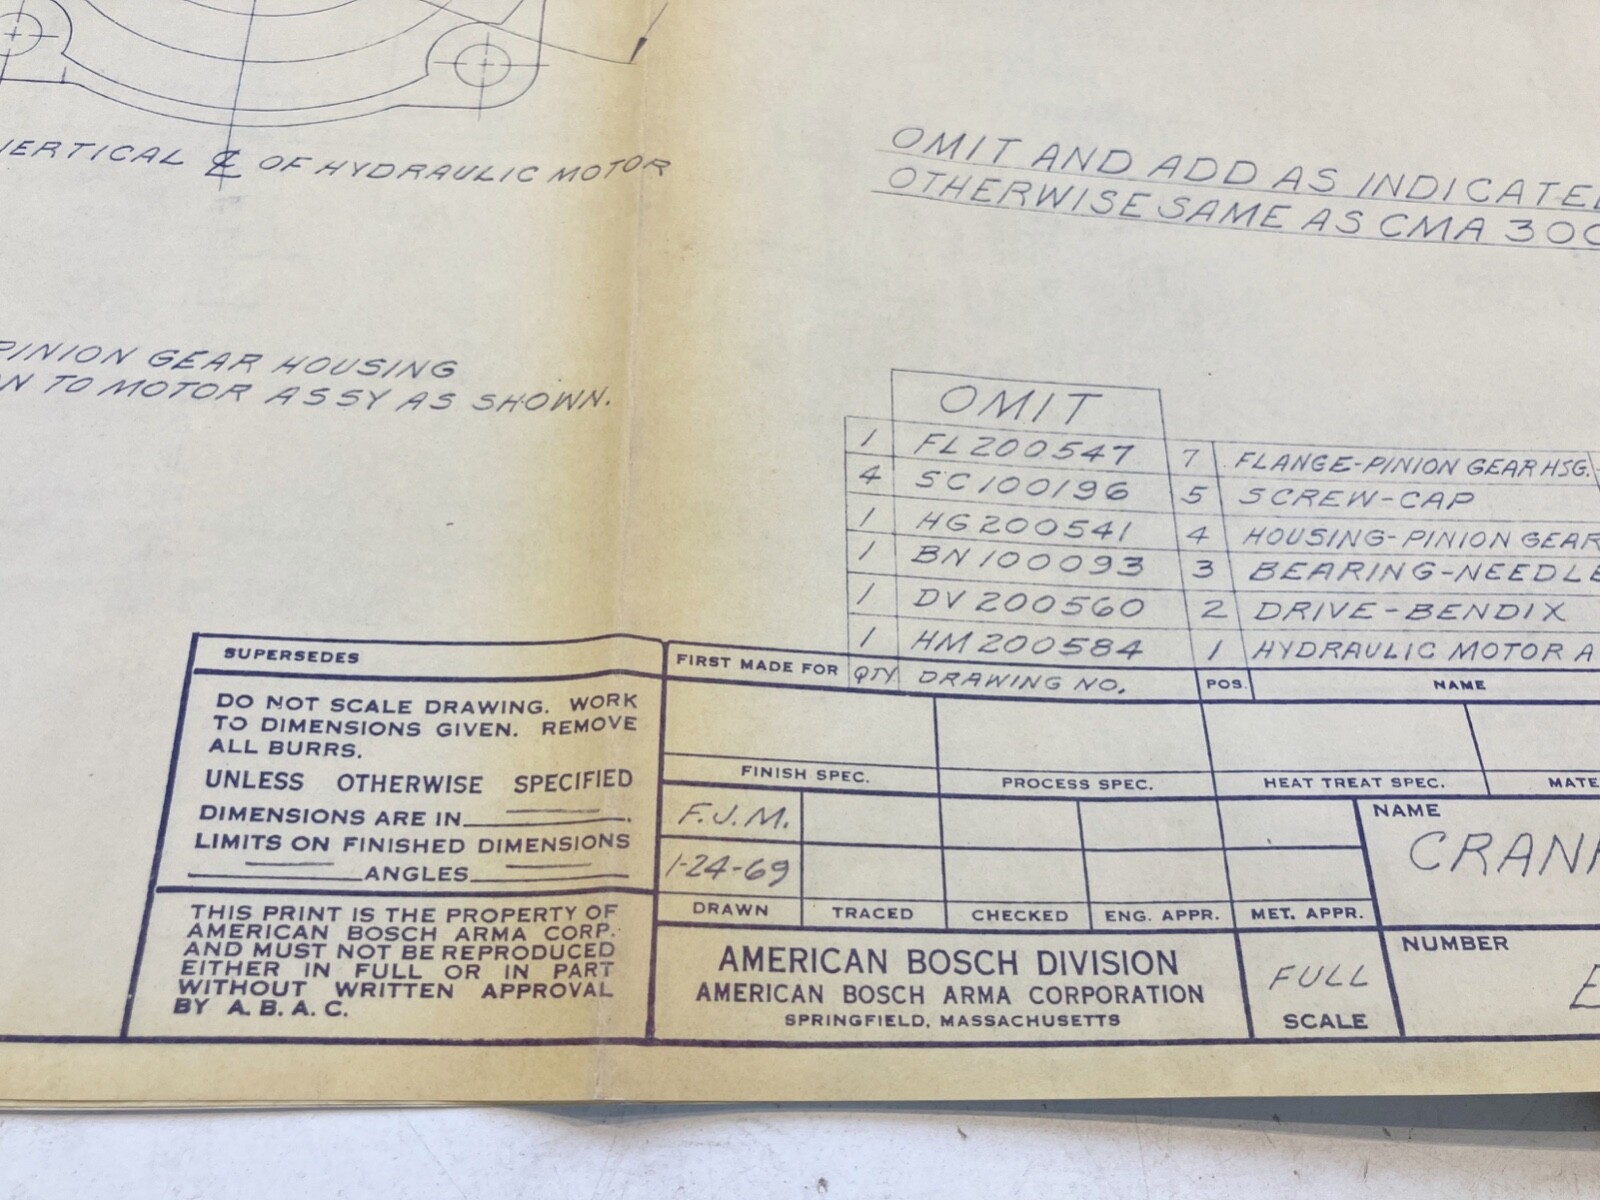 VERTICAL ℄ OF HYDRAULIC MOTOR
OMIT AND ADD AS INDICATED
OTHERWISE SAME AS CMA 300
PINION GEAR HOUSING
TO MOTOR ASSY AS SHOWN.
OMIT
1 FL200547 7 FLANGE-PINION GEAR HSG.
4 SC100196 5 SCREW-CAP
1 HG200541 4 HOUSING-PINION GEAR
1 BN100093 3 BEARING-NEEDLE
1 DV200560 2 DRIVE-BENDIX
1 HM200584 1 HYDRAULIC MOTOR A
QTY DRAWING NO. POS. NAME
SUPERSEDES
FIRST MADE FOR
DO NOT SCALE DRAWING. WORK
TO DIMENSIONS GIVEN. REMOVE
ALL BURRS.
UNLESS OTHERWISE SPECIFIED
DIMENSIONS ARE IN .
LIMITS ON FINISHED DIMENSIONS
ANGLES
THIS PRINT IS THE PROPERTY OF
AMERICAN BOSCH ARMA CORP.
AND MUST NOT BE REPRODUCED
EITHER IN FULL OR IN PART
WITHOUT WRITTEN APPROVAL
BY A. B. A. C.
FINISH SPEC. PROCESS SPEC. HEAT TREAT SPEC. MATE
F.J.M.
1-24-69
DRAWN TRACED CHECKED ENG. APPR. MET. APPR.
NAME
CRAN
AMERICAN BOSCH DIVISION
AMERICAN BOSCH ARMA CORPORATION
SPRINGFIELD, MASSACHUSETTS
FULL
SCALE
NUMBER
E